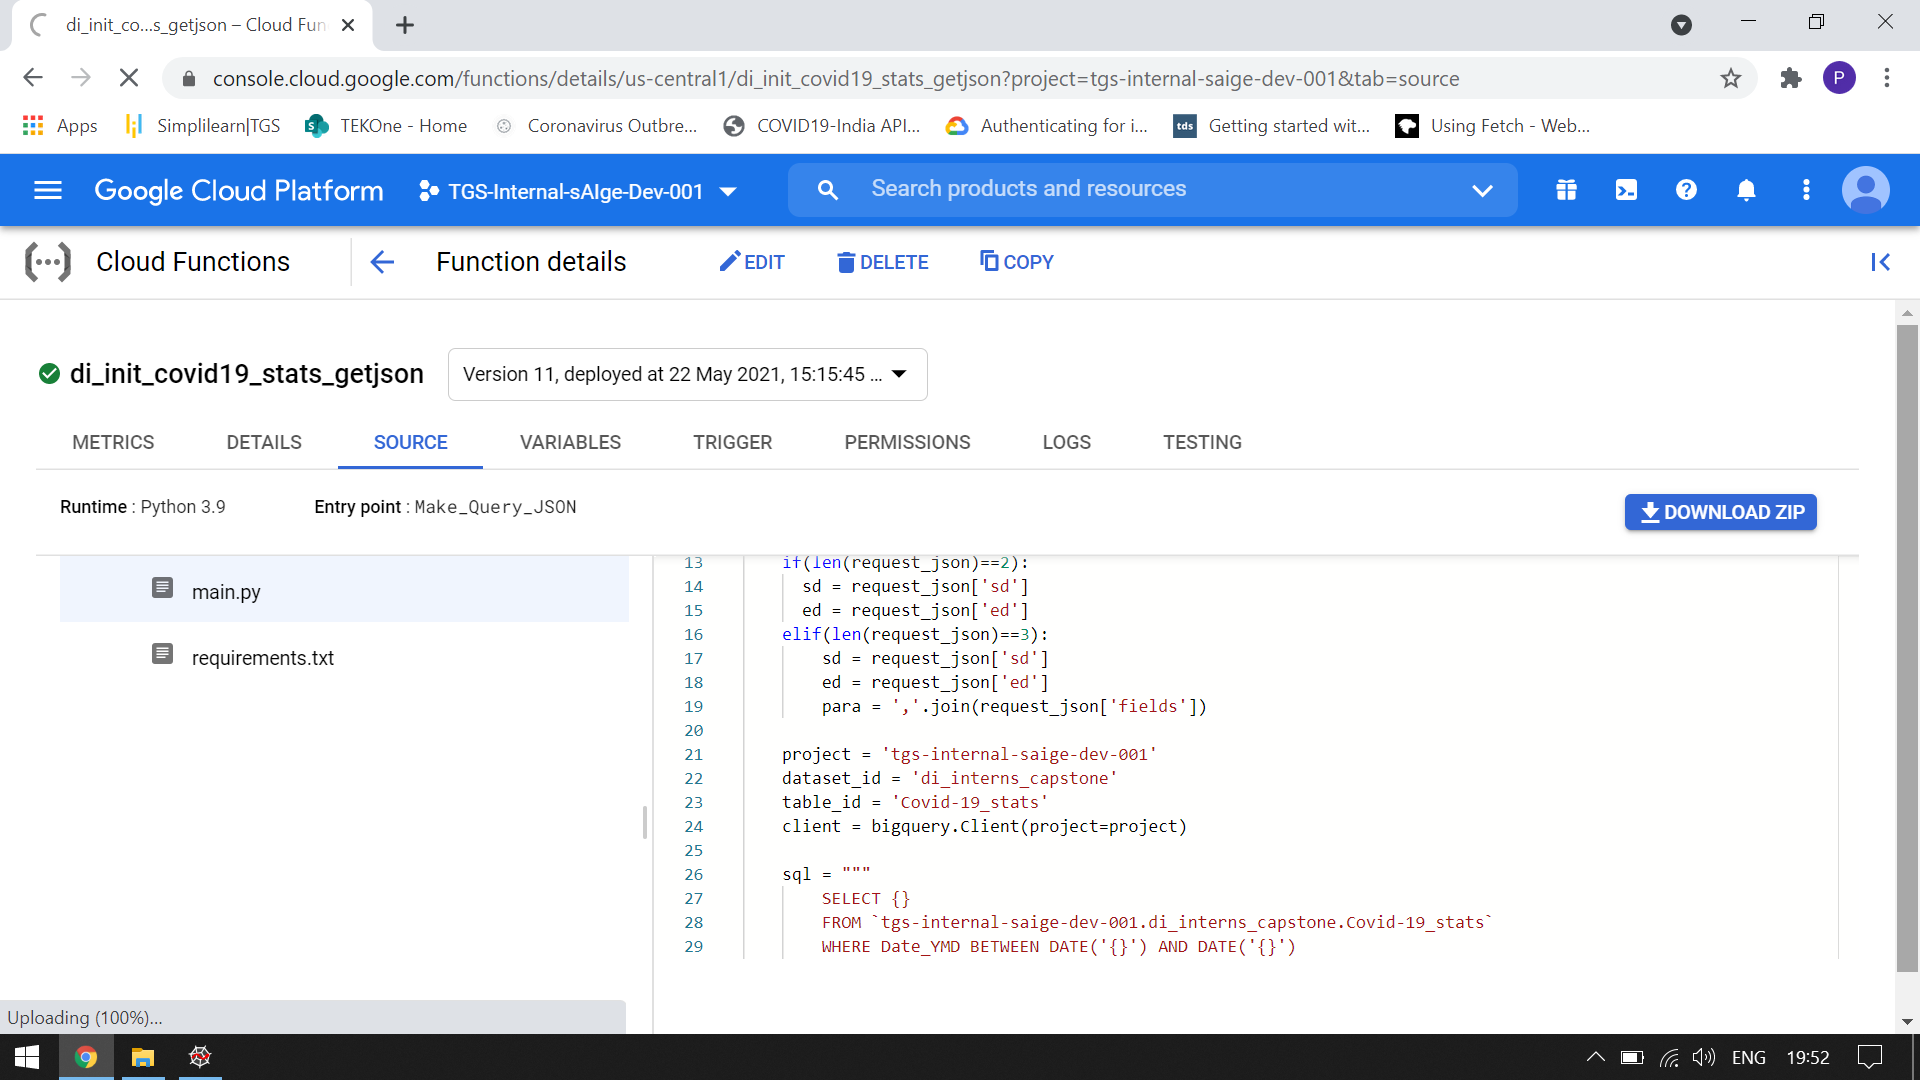 di_init_co...s_getjson – Cloud Fun
console.cloud.google.com/functions/details/us-central1/di_init_covid19_stats_getjson?project=tgs-internal-saige-dev-001&tab=source
P
Apps
Simplilearn|TGS
TEKOne - Home
Coronavirus Outbre...
COVID19-India API...
Authenticating for i...
tds
Getting started wit...
Using Fetch - Web...
Google Cloud Platform
TGS-Internal-sAIge-Dev-001
Search products and resources
Cloud Functions
Function details
EDIT
DELETE
COPY
di_init_covid19_stats_getjson
Version 11, deployed at 22 May 2021, 15:15:45 ...
METRICS
DETAILS
SOURCE
VARIABLES
TRIGGER
PERMISSIONS
LOGS
TESTING
Runtime : Python 3.9
Entry point : Make_Query_JSON
DOWNLOAD ZIP
main.py
requirements.txt
13 if(len(request_json)==2):
14 sd = request_json['sd']
15 ed = request_json['ed']
16 elif(len(request_json)==3):
17 sd = request_json['sd']
18 ed = request_json['ed']
19 para = ','.join(request_json['fields'])
20
21 project = 'tgs-internal-saige-dev-001'
22 dataset_id = 'di_interns_capstone'
23 table_id = 'Covid-19_stats'
24 client = bigquery.Client(project=project)
25
26 sql = """
27 SELECT {}
28 FROM `tgs-internal-saige-dev-001.di_interns_capstone.Covid-19_stats`
29 WHERE Date_YMD BETWEEN DATE('{}') AND DATE('{}')
Uploading (100%)...
ENG
19:52